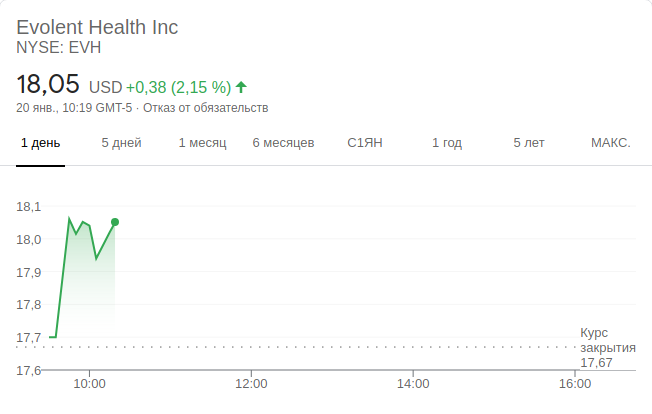 Evolent Health Inc
NYSE: EVH
18,05 USD +0,38 (2,15 %)
20 янв., 10:19 GMT-5 · Отказ от обязательств
1 день 5 дней 1 месяц 6 месяцев С1ЯН 1 год 5 лет МАКС.
18,1
18,0
17,9
17,8
17,7
17,6
Курс
закрытия
17,67
10:00 12:00 14:00 16:00